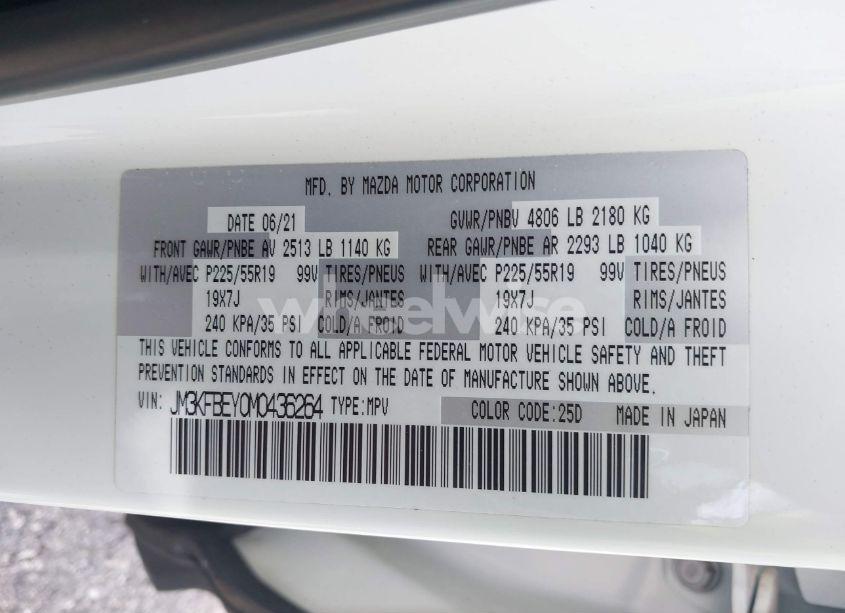 MFD. BY MAZDA MOTOR CORPORATION
DATE 06/21 GVWR/PNBV 4806 LB 2180 KG
FRONT GAWR/PNBE AV 2513 LB 1140 KG REAR GAWR/PNBE AR 2293 LB 1040 KG
WITH/AVEC P225/55R19 99V TIRES/PNEUS WITH/AVEC P225/55R19 99V TIRES/PNEUS
19X7J RIMS/JANTES 19X7J RIMS/JANTES
240 KPA/35 PSI COLD/A FROID 240 KPA/35 PSI COLD/A FROID
wheelwise
THIS VEHICLE CONFORMS TO ALL APPLICABLE FEDERAL MOTOR VEHICLE SAFETY AND THEFT
PREVENTION STANDARDS IN EFFECT ON THE DATE OF MANUFACTURE SHOWN ABOVE.
VIN: JM3KFBEY0M0436264 TYPE:MPV COLOR CODE:25D MADE IN JAPAN